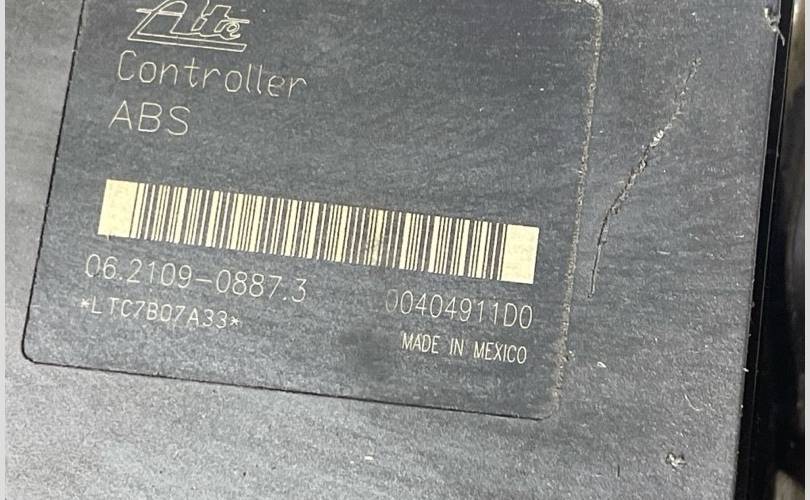 Ate
Controller
ABS
06.2109-0887.3
00404911D0
*LTC7B07A33*
MADE IN MEXICO